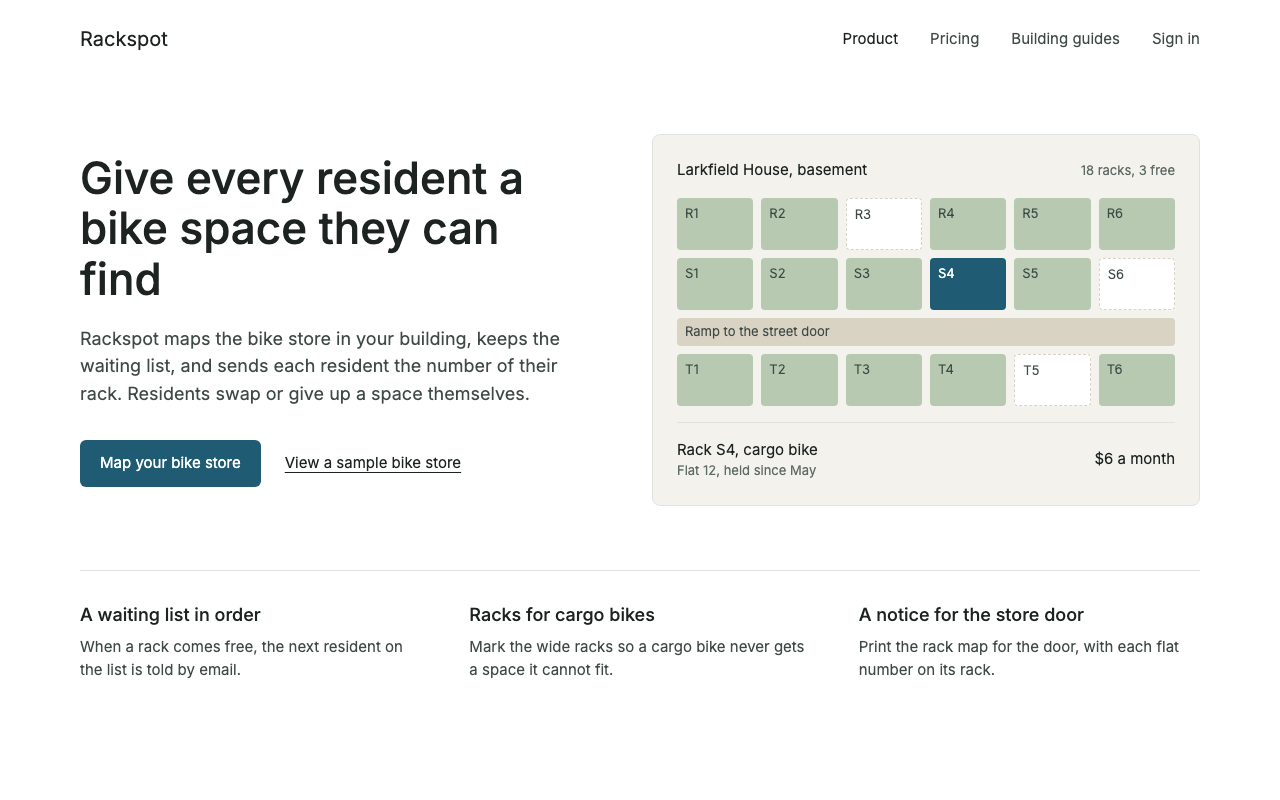 Rackspot
Product
Pricing
Building guides
Sign in
Give every resident a
bike space they can
find
Rackspot maps the bike store in your building, keeps the
waiting list, and sends each resident the number of their
rack. Residents swap or give up a space themselves.
Map your bike store
View a sample bike store
Larkfield House, basement
18 racks, 3 free
R1
R2
R3
R4
R5
R6
S1
S2
S3
S4
S5
S6
Ramp to the street door
T1
T2
T3
T4
T5
T6
Rack S4, cargo bike
Flat 12, held since May
$6 a month
A waiting list in order
When a rack comes free, the next resident on
the list is told by email.
Racks for cargo bikes
Mark the wide racks so a cargo bike never gets
a space it cannot fit.
A notice for the store door
Print the rack map for the door, with each flat
number on its rack.